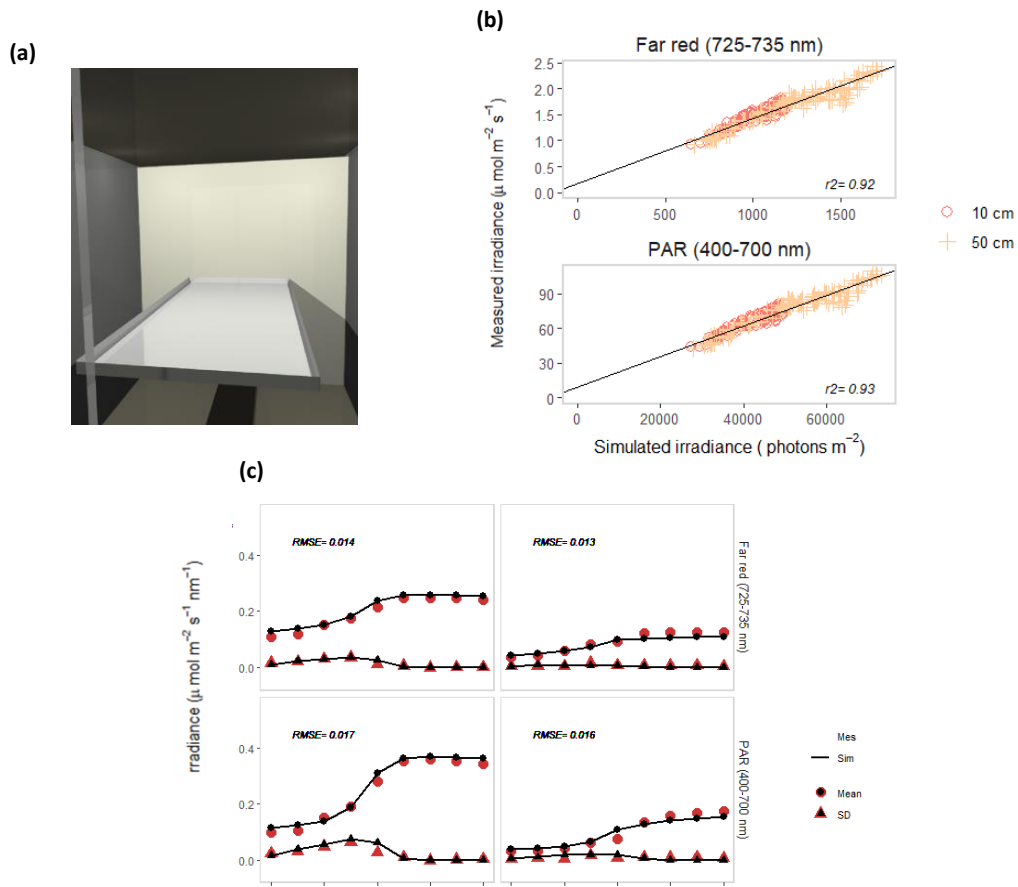 (a)
(b)
Far red (725-735 nm)
2.5
2.0
1.5
1.0
0.5
0.0
r2= 0.92
0
500
1000
1500
PAR (400-700 nm)
90
60
30
0
r2= 0.93
0
20000
40000
60000
Measured irradiance (μ mol m⁻² s⁻¹)
Simulated irradiance ( photons m⁻²)
10 cm
50 cm
(c)
RMSE= 0.014
RMSE= 0.013
0.4
0.2
0.0
Far red (725-735 nm)
RMSE= 0.017
RMSE= 0.016
0.4
0.2
0.0
PAR (400-700 nm)
rradiance (μ mol m⁻² s⁻¹ nm⁻¹)
Mes
Sim
Mean
SD